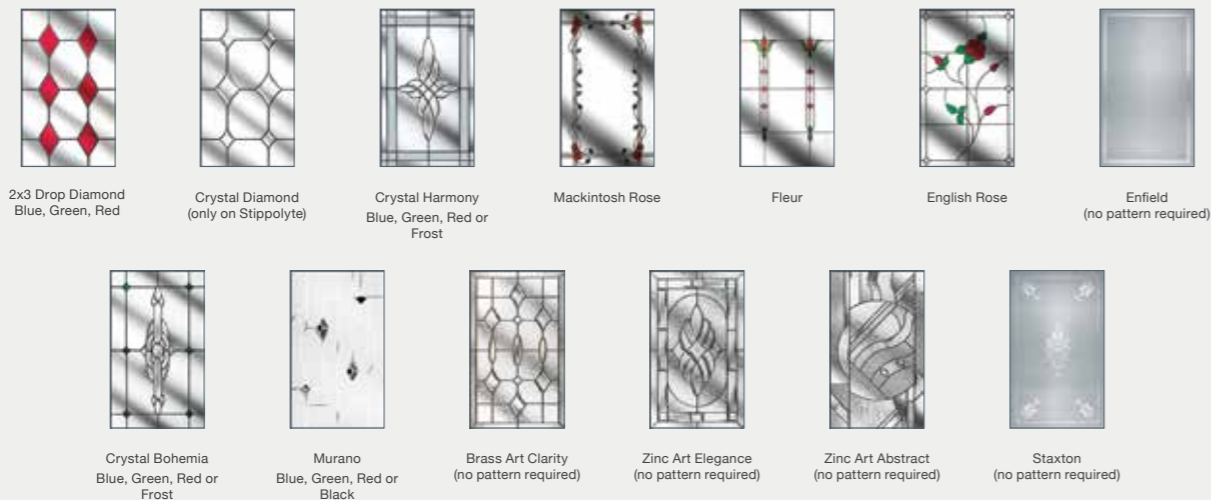 2x3 Drop Diamond
Blue, Green, Red
Crystal Diamond
(only on Stippolyte)
Crystal Harmony
Blue, Green, Red or
Frost
Mackintosh Rose
Fleur
English Rose
Enfield
(no pattern required)
Crystal Bohemia
Blue, Green, Red or
Frost
Murano
Blue, Green, Red or
Black
Brass Art Clarity
(no pattern required)
Zinc Art Elegance
(no pattern required)
Zinc Art Abstract
(no pattern required)
Staxton
(no pattern required)